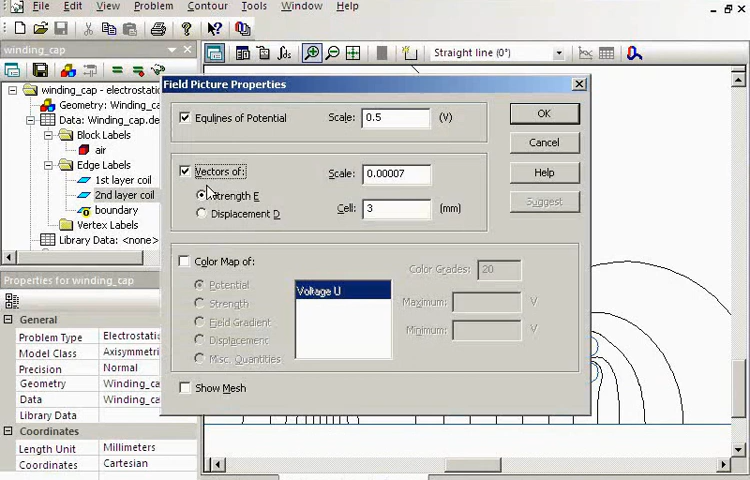 File Edit View Problem Contour Tools Window Help
winding_cap
Straight line (0°)
winding_cap - electrosta
Geometry: Winding_
Data: Winding_cap.de
Block Labels
air
Edge Labels
1st layer coil
2nd layer coil
boundary
Vertex Labels
Library Data: <none>
Properties for winding_cap
General
Problem Type Electrostati
Model Class Axisymmetri
Precision Normal
Geometry Winding_ca
Data Winding_ca
Library Data
Coordinates
Length Unit Millimeters
Coordinates Cartesian
Field Picture Properties
Equilines of Potential Scale: 0.5 (V)
Vectors of: Scale: 0.00007
Strength E
Displacement D Cell: 3 (mm)
Color Map of: Color Grades: 20
Potential
Strength
Field Gradient
Displacement
Misc. Quantities
Voltage U
Maximum: V
Minimum: V
Show Mesh
OK
Cancel
Help
Suggest